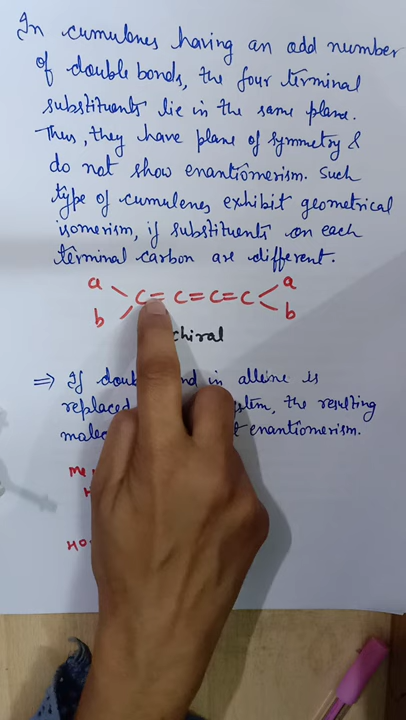 In cumulenes having an odd number
of double bonds, the four terminal
substituents lie in the same plane.
Thus, they have plane of symmetry &
do not show enantiomerism. Such
type of cumulenes exhibit geometrical
isomerism, if substituents on each
terminal carbon are different.
a a
C=C=C=C
b b
chiral
⇒ If in allene is
replaced the resulting
enantiomerism.
Me
H
HO